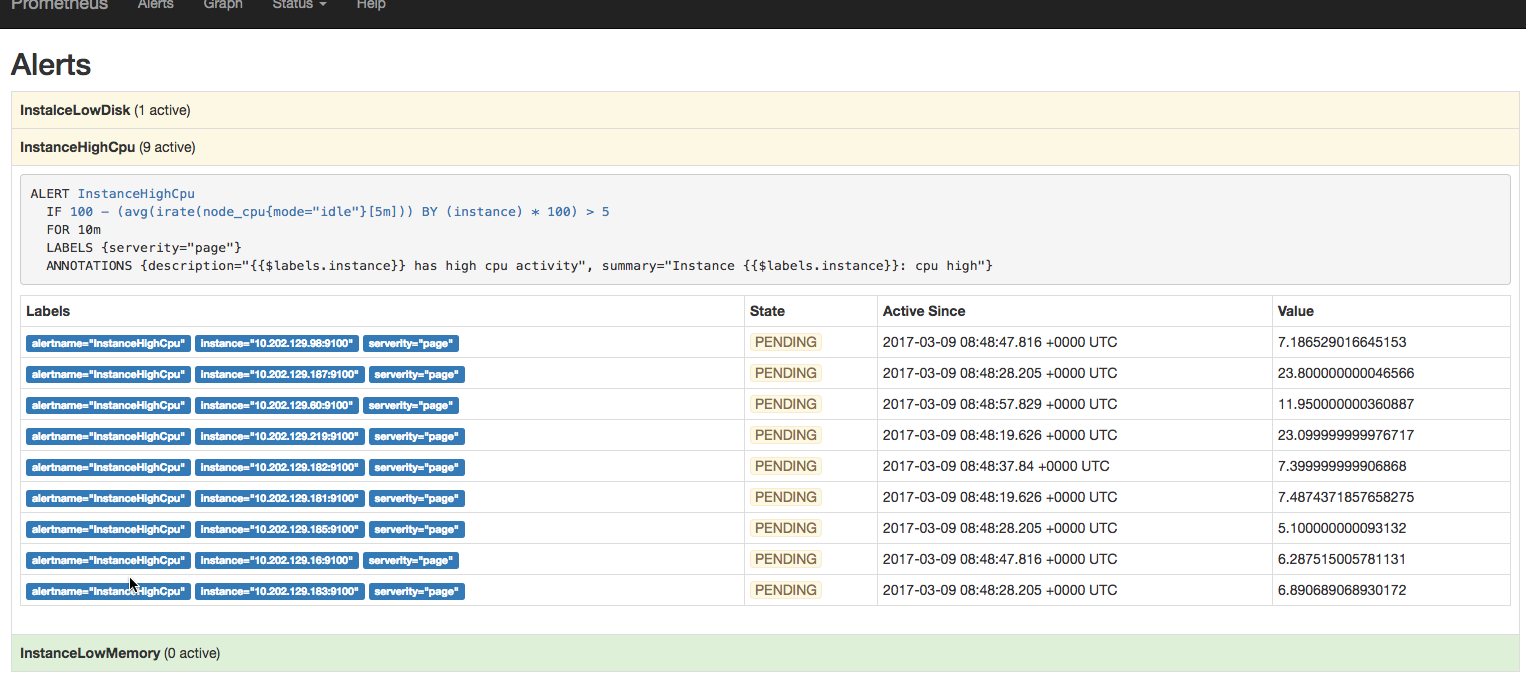 Prometheus Alerts Graph Status Help
Alerts
InstalceLowDisk (1 active)
InstanceHighCpu (9 active)
ALERT InstanceHighCpu
IF 100 - (avg(irate(node_cpu{mode="idle"}[5m])) BY (instance) * 100) > 5
FOR 10m
LABELS {serverity="page"}
ANNOTATIONS {description="{{$labels.instance}} has high cpu activity", summary="Instance {{$labels.instance}}: cpu high"}
Labels State Active Since Value
alertname="InstanceHighCpu" instance="10.202.129.98:9100" serverity="page" PENDING 2017-03-09 08:48:47.816 +0000 UTC 7.186529016645153
alertname="InstanceHighCpu" instance="10.202.129.187:9100" serverity="page" PENDING 2017-03-09 08:48:28.205 +0000 UTC 23.800000000046566
alertname="InstanceHighCpu" instance="10.202.129.60:9100" serverity="page" PENDING 2017-03-09 08:48:57.829 +0000 UTC 11.950000000360887
alertname="InstanceHighCpu" instance="10.202.129.219:9100" serverity="page" PENDING 2017-03-09 08:48:19.626 +0000 UTC 23.099999999976717
alertname="InstanceHighCpu" instance="10.202.129.182:9100" serverity="page" PENDING 2017-03-09 08:48:37.84 +0000 UTC 7.399999999906868
alertname="InstanceHighCpu" instance="10.202.129.181:9100" serverity="page" PENDING 2017-03-09 08:48:19.626 +0000 UTC 7.4874371857658275
alertname="InstanceHighCpu" instance="10.202.129.185:9100" serverity="page" PENDING 2017-03-09 08:48:28.205 +0000 UTC 5.100000000093132
alertname="InstanceHighCpu" instance="10.202.129.16:9100" serverity="page" PENDING 2017-03-09 08:48:47.816 +0000 UTC 6.287515005781131
alertname="InstanceHighCpu" instance="10.202.129.183:9100" serverity="page" PENDING 2017-03-09 08:48:28.205 +0000 UTC 6.890689068930172
InstanceLowMemory (0 active)